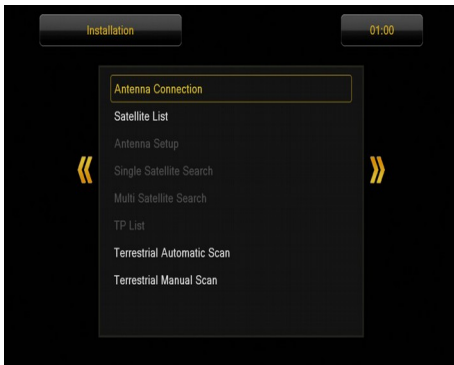 Installation
01:00
Antenna Connection
Satellite List
Antenna Setup
Single Satellite Search
Multi Satellite Search
TP List
Terrestrial Automatic Scan
Terrestrial Manual Scan